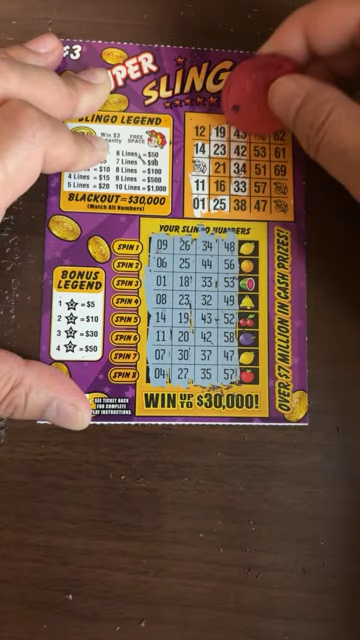 $3
SUPER
SLINGO
SLINGO LEGEND
Win $3
FREE SPACE
6 Lines = $50
7 Lines = $90
= $10 8 Lines = $100
4 Lines = $15 9 Lines = $500
5 Lines = $20 10 Lines = $1,000
BLACKOUT = $30,000
(Match All Numbers)
12 19 43 62
14 23 42 53 61
21 34 51 69
11 16 33 57
01 25 38 47
YOUR SLINGO NUMBERS
SPIN 1 09 26 34 48
SPIN 2 06 25 44 56
SPIN 3 01 18 33 53
SPIN 4 08 23 32 49
SPIN 5 14 19 43 52
SPIN 6 11 20 42 58
SPIN 7 07 30 37 47
SPIN 8 04 27 35 57
BONUS LEGEND
1 = $5
2 = $10
3 = $30
4 = $50
SEE TICKET BACK
FOR COMPLETE
PLAY INSTRUCTIONS.
WIN UP TO $30,000!
OVER $7 MILLION IN CASH PRIZES!